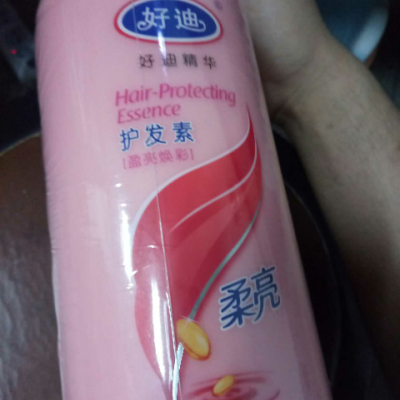 好迪
®
好迪精华
Hair-Protecting
Essence
护发素
[盈亮焕彩]
柔亮